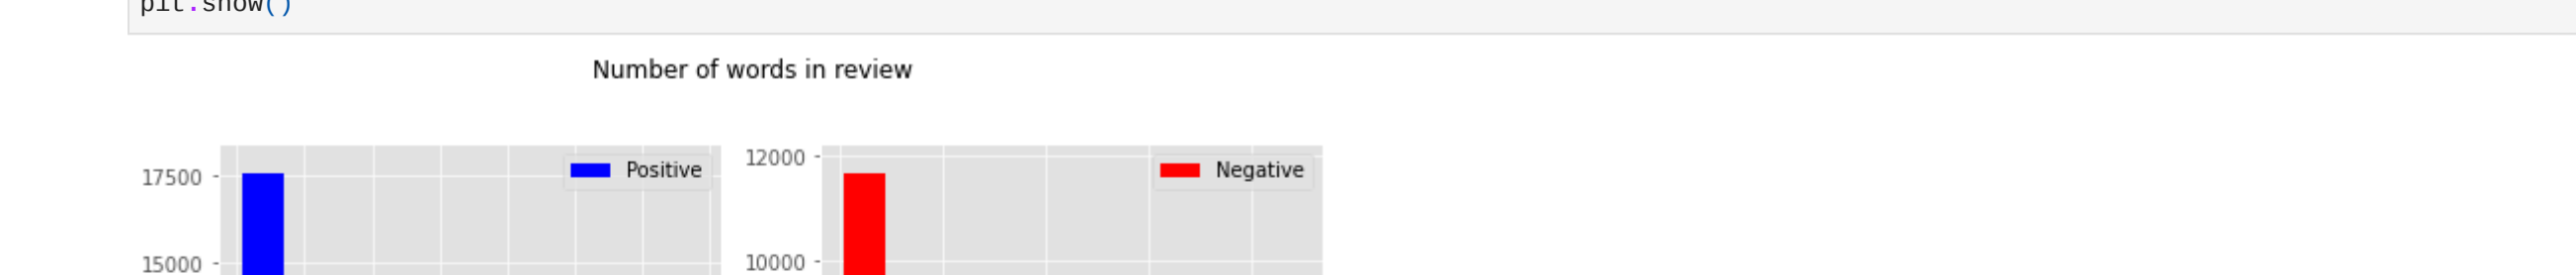 plt.show()
Number of words in review
17500
15000
Positive
12000
10000
Negative